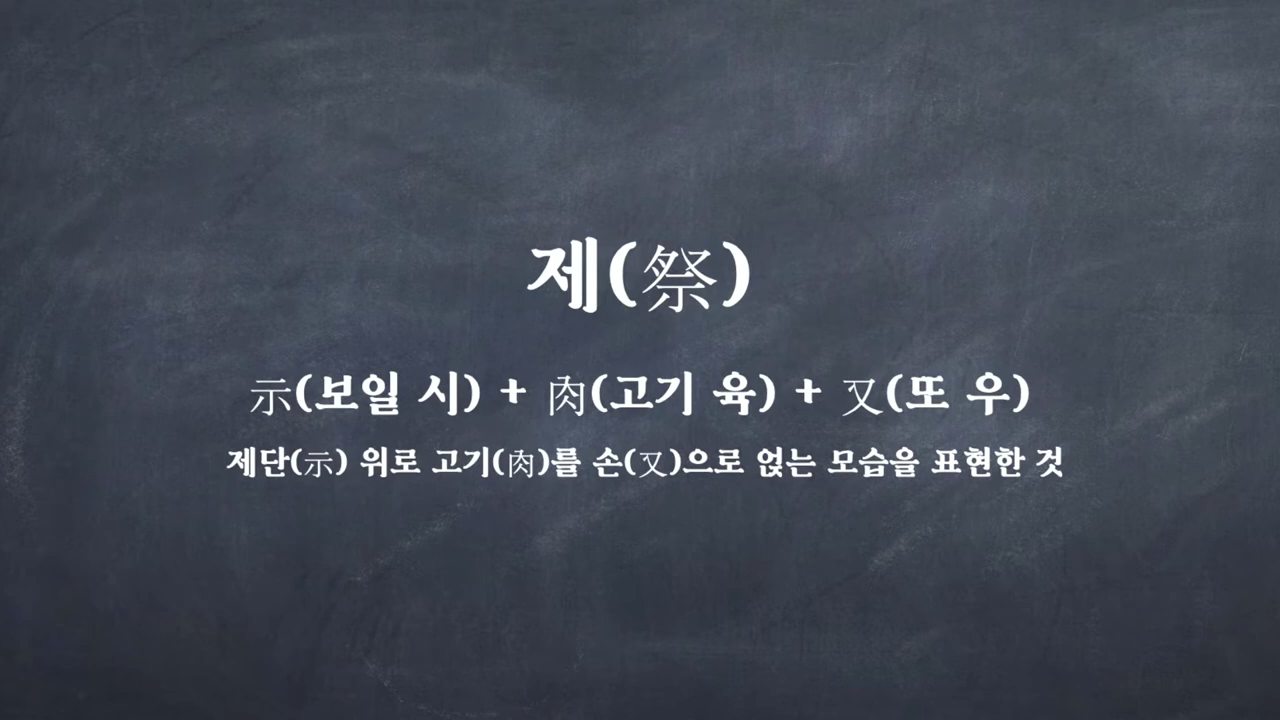 제(祭)
示(보일 시) + 肉(고기 육) + 又(또 우)
제단(示) 위로 고기(肉)를 손(又)으로 얹는 모습을 표현한 것